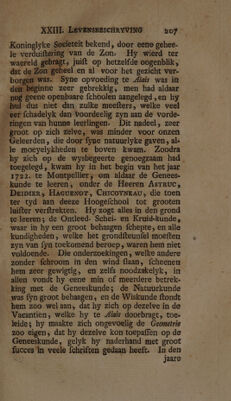 XXIII. LEVENSBESCHRYVING 207
Koninglyke Societeit bekend, door eene gehee-
le verduistering van de Zon. Hy wierd ter
waereld gebragt, juist op hetzelfde oogenblik,
dat de Zon geheel en al voor het gezicht ver-
borgen was. Syne opvoeding te Alais was in
den beginne zeer gebrekkig, men had aldaar
nog geene openbaare schoolen aangelegd, en hy
had dus niet dan zulke meesters, welke veel
eer schadelyk dan voordeelig zyn aan de vorde-
ringen van hunne leerlingen. Dit nadeel, zeer
groot op zich zelve, was minder voor onzen
Geleerden, die door syne natuurlyke gaven, al-
le moeyelykheden te boven kwam. Zoodra
hy zich op de wysbegeerte genoegzaam had
toegelegd, kwam hy in het begin van het jaar
1722. te Montpellier, om aldaar de Genees-
kunde te leeren, onder de Heeren ASTRUC,
DEIDIER, HAGUENOT, CHICOYNEAU, die toen
ter tyd aan deeze Hoogeschool tot grooten
luister verstrekten. Hy zogt alles in den grond
te leeren; de Ontleed- Schei- en Kruid-kunde,
waar in hy een groot behaagen schepte, en alle
kundigheden, welke het grondsteunsel moesten
zyn van syn toekomend beroep, waren hem niet
voldoende. Die onderzoekingen, welke andere
zonder schroom in den wind slaan, scheenen
hem zeer gewigtig, en zelfs noodzakelyk, in
allen vondt hy eene min of meerdere betrek-
king met de Geneeskunde; de Natuurkunde
was syn groot behaagen, en de Wiskunde stondt
hem zoo wel aan, dat hy zich op dezelve in de
Vacantien, welke hy te Alais doorbragt, toe-
leide; hy maakte zich ongevoelig de Geometrie
zoo eigen, dat hy dezelve kon toepassen op de
Geneeskunde, gelyk hy naderhand met groot
succes in veele schriften gedaan heeft. In den
jaare